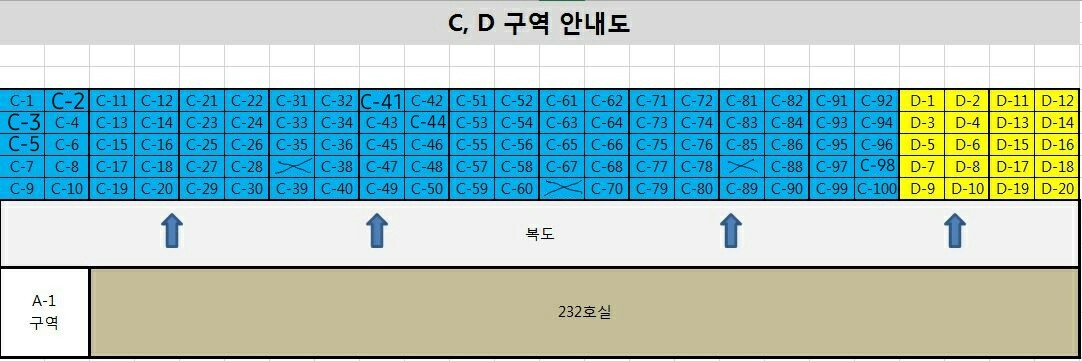 C, D 구역 안내도
C-1 C-2 C-11 C-12 C-21 C-22 C-31 C-32 C-41 C-42 C-51 C-52 C-61 C-62 C-71 C-72 C-81 C-82 C-91 C-92 D-1 D-2 D-11 D-12
C-3 C-4 C-13 C-14 C-23 C-24 C-33 C-34 C-43 C-44 C-53 C-54 C-63 C-64 C-73 C-74 C-83 C-84 C-93 C-94 D-3 D-4 D-13 D-14
C-5 C-6 C-15 C-16 C-25 C-26 C-35 C-36 C-45 C-46 C-55 C-56 C-65 C-66 C-75 C-76 C-85 C-86 C-95 C-96 D-5 D-6 D-15 D-16
C-7 C-8 C-17 C-18 C-27 C-28 C-38 C-47 C-48 C-57 C-58 C-67 C-68 C-77 C-78 C-88 C-97 C-98 D-7 D-8 D-17 D-18
C-9 C-10 C-19 C-20 C-29 C-30 C-39 C-40 C-49 C-50 C-59 C-60 C-70 C-79 C-80 C-89 C-90 C-99 C-100 D-9 D-10 D-19 D-20
복도
A-1
구역
232호실